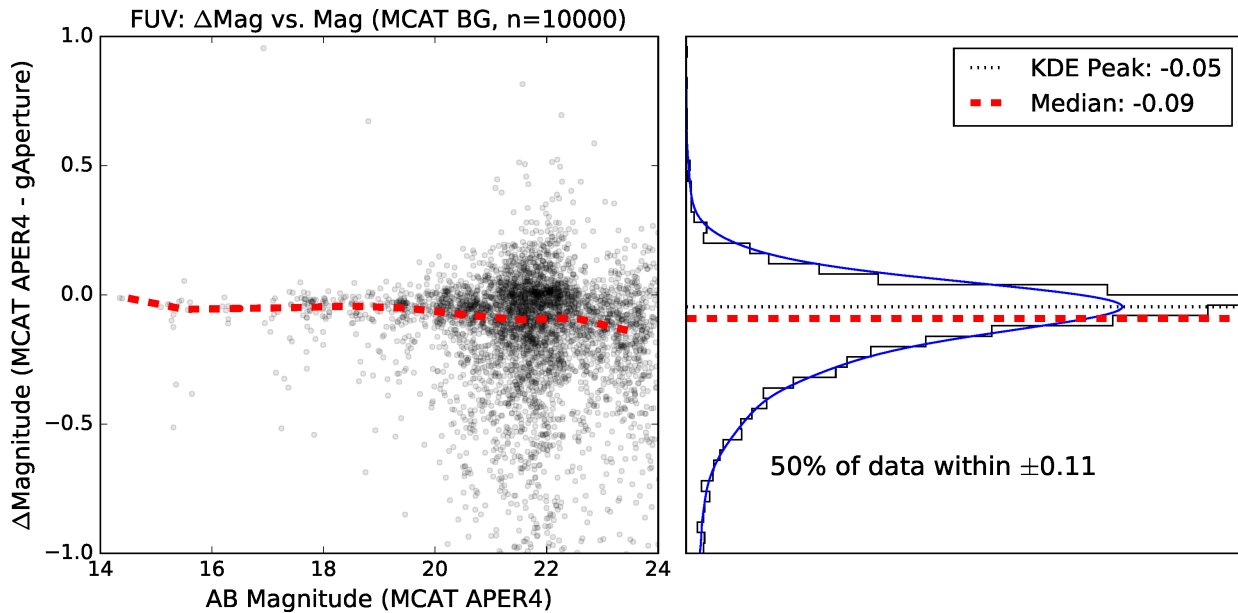 FUV: ΔMag vs. Mag (MCAT BG, n=10000)
ΔMagnitude (MCAT APER4 - gAperture)
1.0
0.5
0.0
−0.5
−1.0
14
16
18
20
22
24
AB Magnitude (MCAT APER4)
KDE Peak: -0.05
Median: -0.09
50% of data within ±0.11